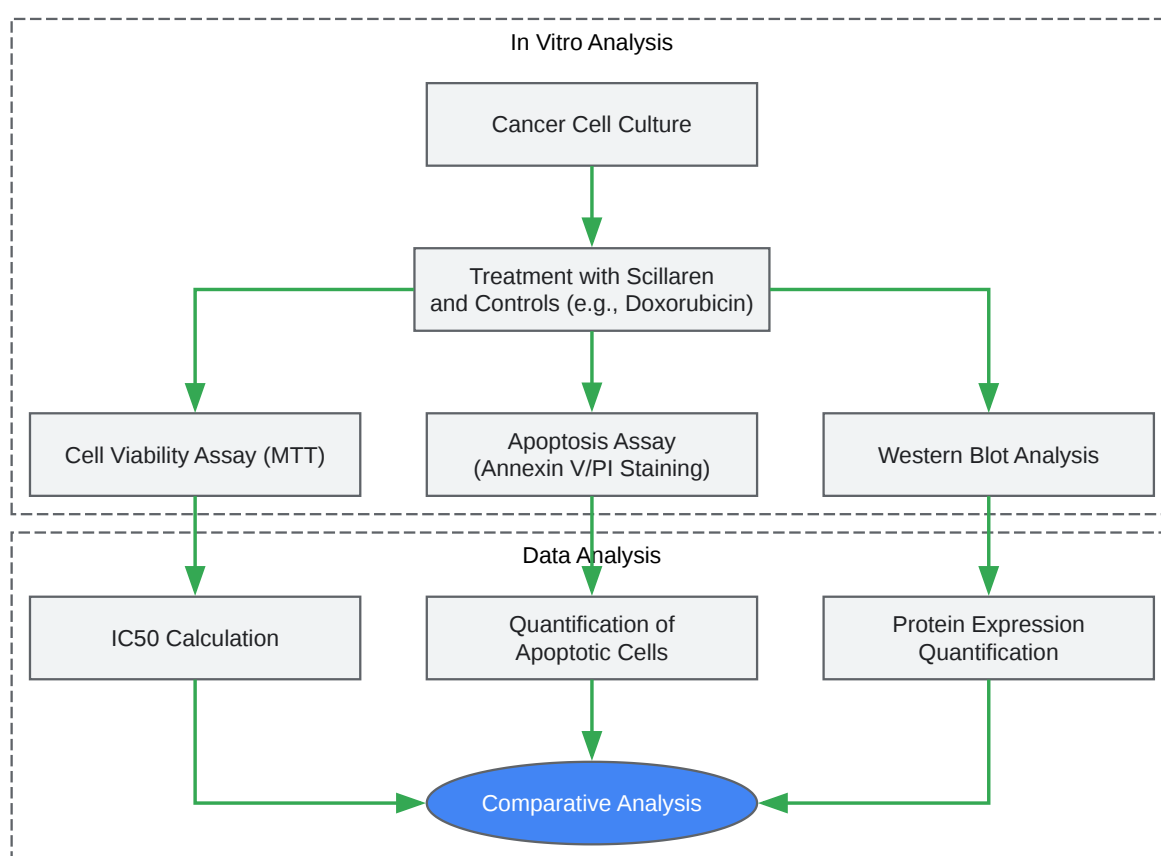 In Vitro Analysis
Cancer Cell Culture
Treatment with Scillaren
and Controls (e.g., Doxorubicin)
Cell Viability Assay (MTT)
Apoptosis Assay
(Annexin V/PI Staining)
Western Blot Analysis
Data Analysis
IC50 Calculation
Quantification of
Apoptotic Cells
Protein Expression
Quantification
Comparative Analysis